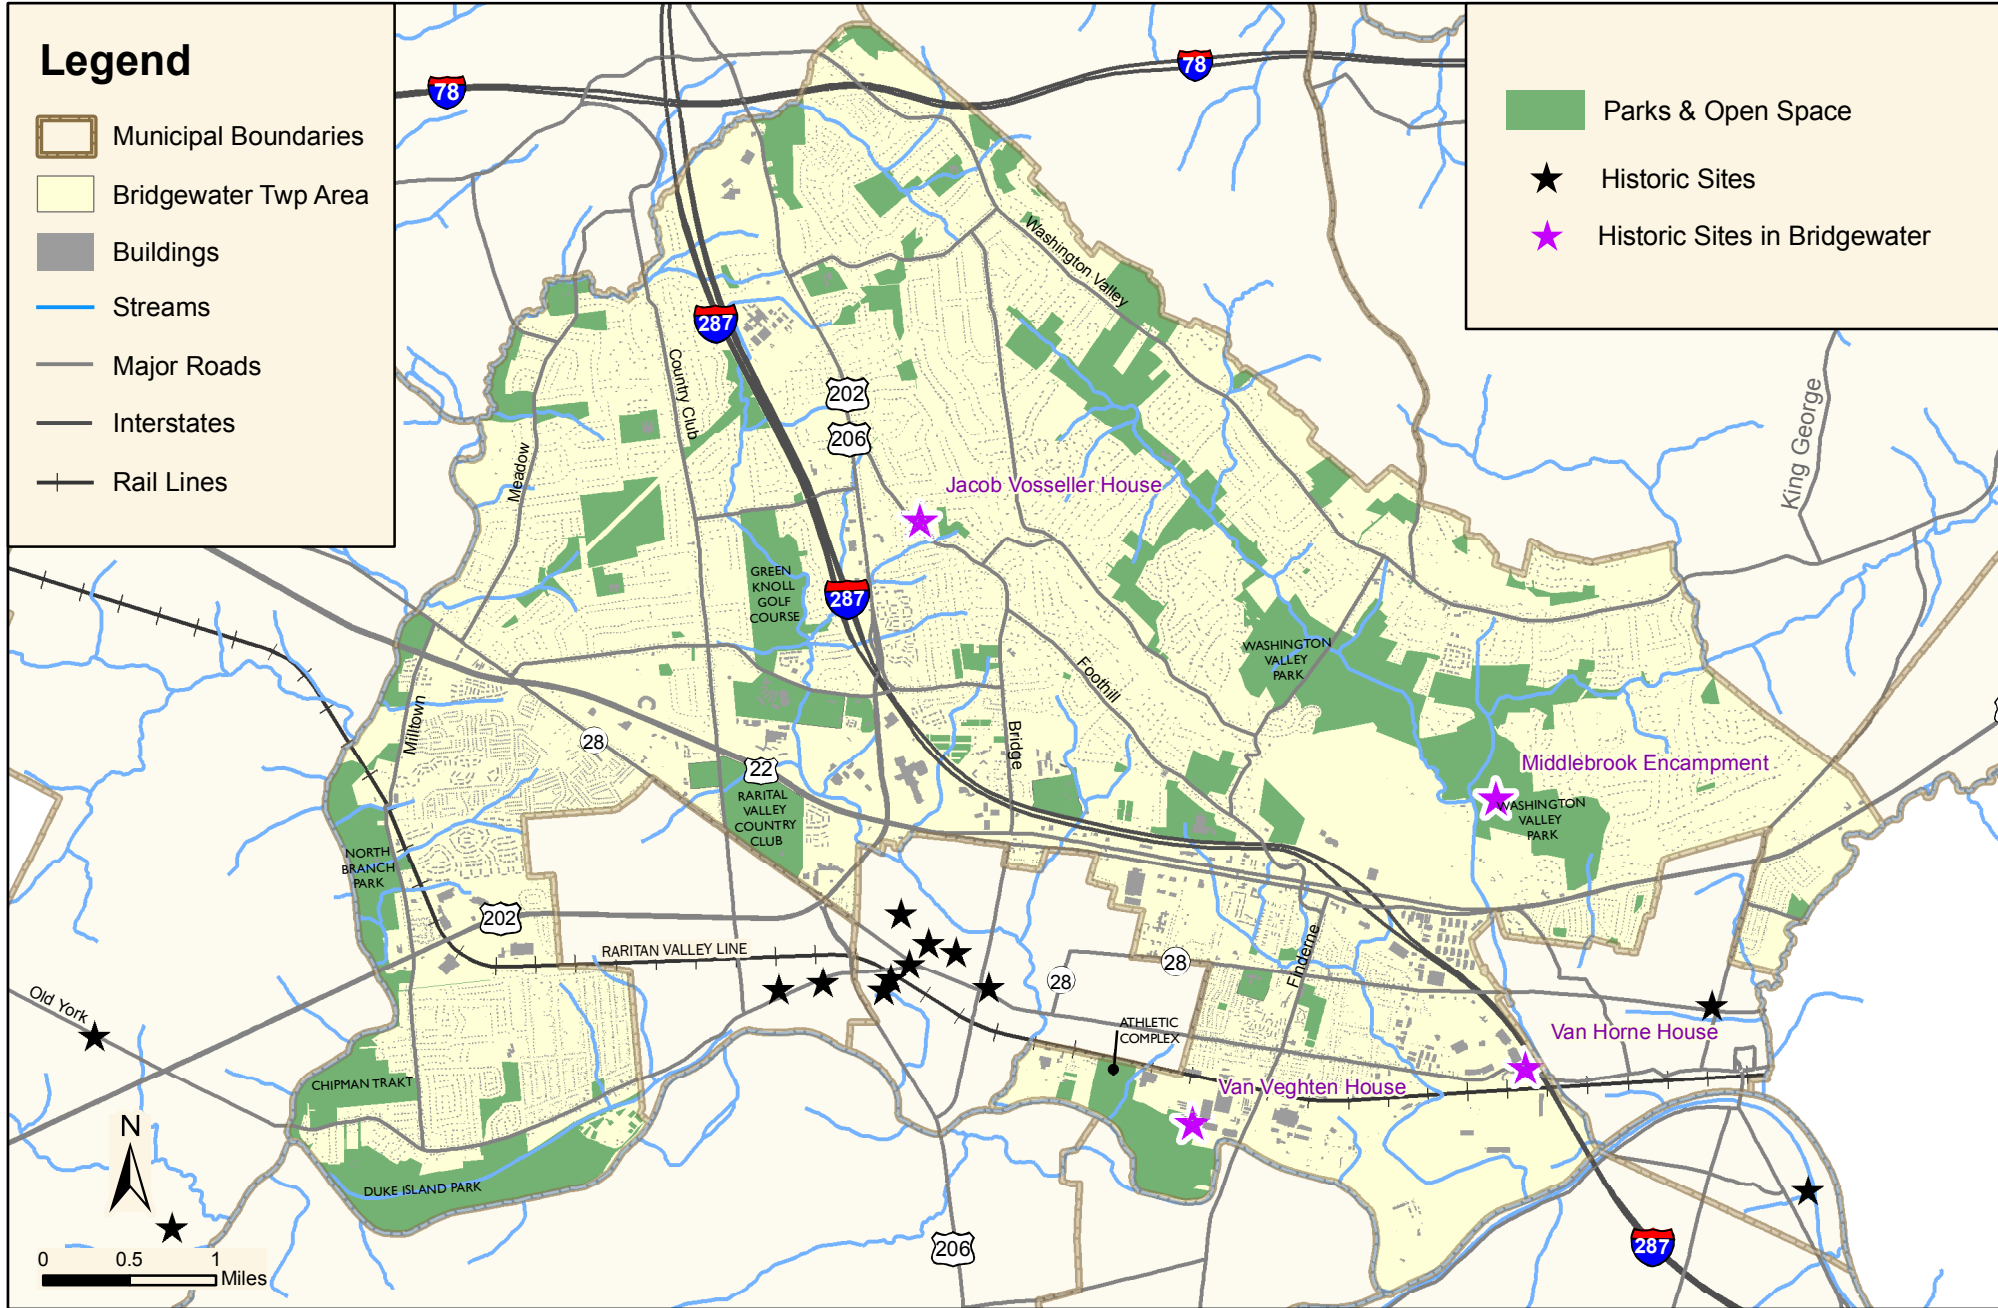 Legend
Municipal Boundaries
Bridgewater Twp Area
Buildings
Streams
Major Roads
Interstates
Rail Lines
Parks & Open Space
Historic Sites
Historic Sites in Bridgewater
78
78
Washington Valley
287
Country Club
202
206
King George
Meadow
Jacob Vosseller House
GREEN
KNOLL
GOLF
COURSE
287
WASHINGTON
VALLEY
PARK
Foothill
Milltown
28
Bridge
22
Middlebrook Encampment
RARITAL
VALLEY
COUNTRY
CLUB
WASHINGTON
VALLEY
PARK
NORTH
BRANCH
PARK
202
RARITAN VALLEY LINE
Finderne
28
28
Old York
ATHLETIC
COMPLEX
Van Horne House
CHIPMAN TRAKT
Van Veghten House
DUKE ISLAND PARK
N
206
287
0 0.5 1
Miles